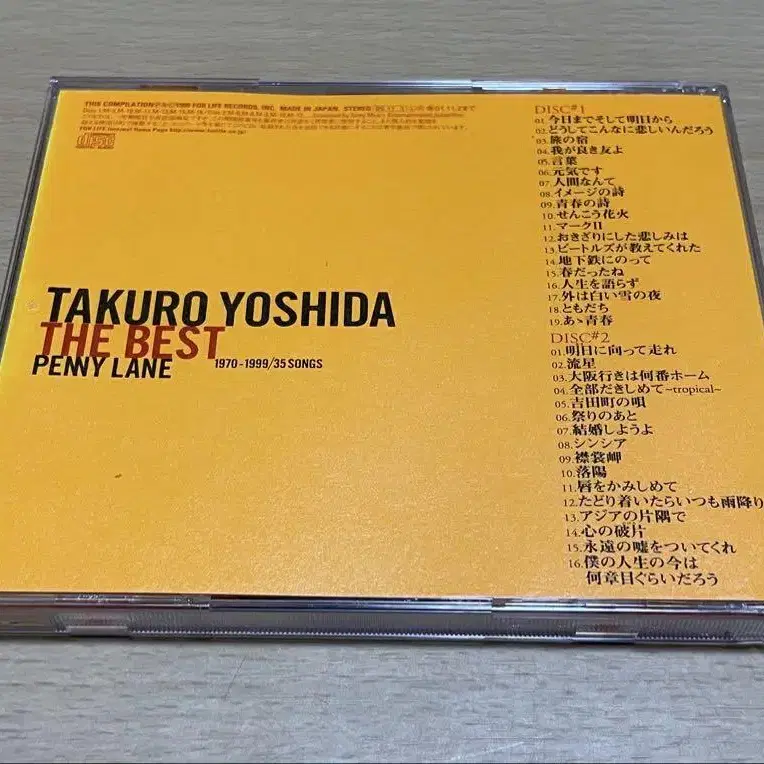 THIS COMPILATION
1999 FOR LIFE RECORDS, INC. MADE IN JAPAN. STEREO
FOR LIFE Internet Home Page
TAKURO YOSHIDA
THE BEST
PENNY LANE
1970-1999/35 SONGS
DISC#1
01.今日までそして明日から
02.どうしてこんなに悲しいんだろう
03.旅の宿
04.我が良き友よ
05.言葉
06.元気です
07.人間なんて
08.イメージの詩
09.青春の詩
10.せんこう花火
11.マークII
12.おきざりにした悲しみは
13.ビートルズが教えてくれた
14.地下鉄にのって
15.春だったね
16.人生を語らず
17.外は白い雪の夜
18.ともだち
19.あゝ青春
DISC#2
01.明日に向って走れ
02.流星
03.大阪行きは何番ホーム
04.全部だきしめて~tropical~
05.吉田町の唄
06.祭りのあと
07.結婚しようよ
08.シンシア
09.襟裳岬
10.落陽
11.唇をかみしめて
12.たどり着いたらいつも雨降り
13.アジアの片隅で
14.心の破片
15.永遠の嘘をついてくれ
16.僕の人生の今は
何章目ぐらいだろう